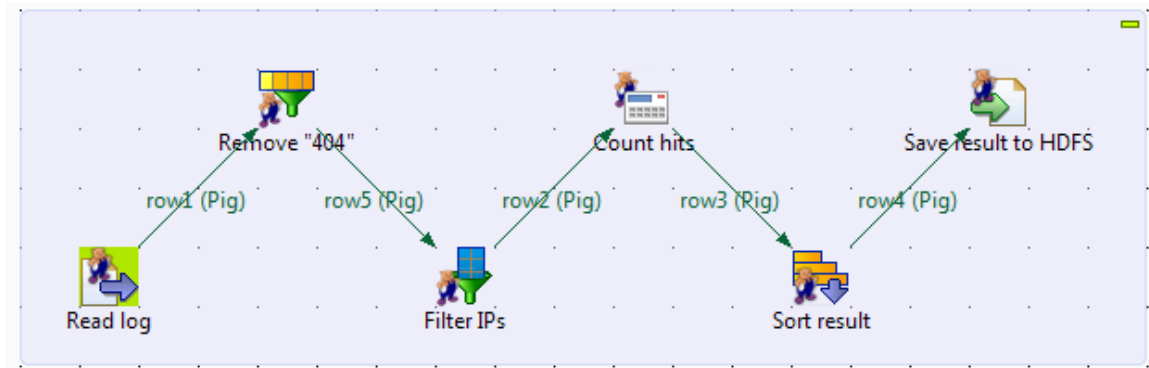 Remove "404"
Count hits
Save result to HDFS
row1 (Pig)
row5 (Pig)
row2 (Pig)
row3 (Pig)
row4 (Pig)
Read log
Filter IPs
Sort result